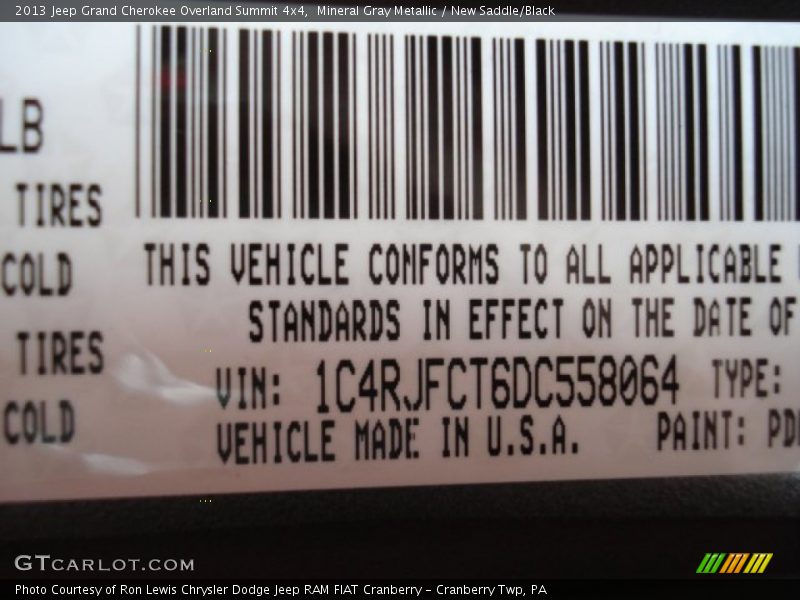 2013 Jeep Grand Cherokee Overland Summit 4x4, Mineral Gray Metallic / New Saddle/Black
LB
TIRES
COLD
THIS VEHICLE CONFORMS TO ALL APPLICABLE
STANDARDS IN EFFECT ON THE DATE OF
TIRES
VIN: 1C4RJFCT6DC558064 TYPE:
COLD
VEHICLE MADE IN U.S.A. PAINT:
GTCARLOT.COM
Photo Courtesy of Ron Lewis Chrysler Dodge Jeep RAM FIAT Cranberry – Cranberry Twp, PA